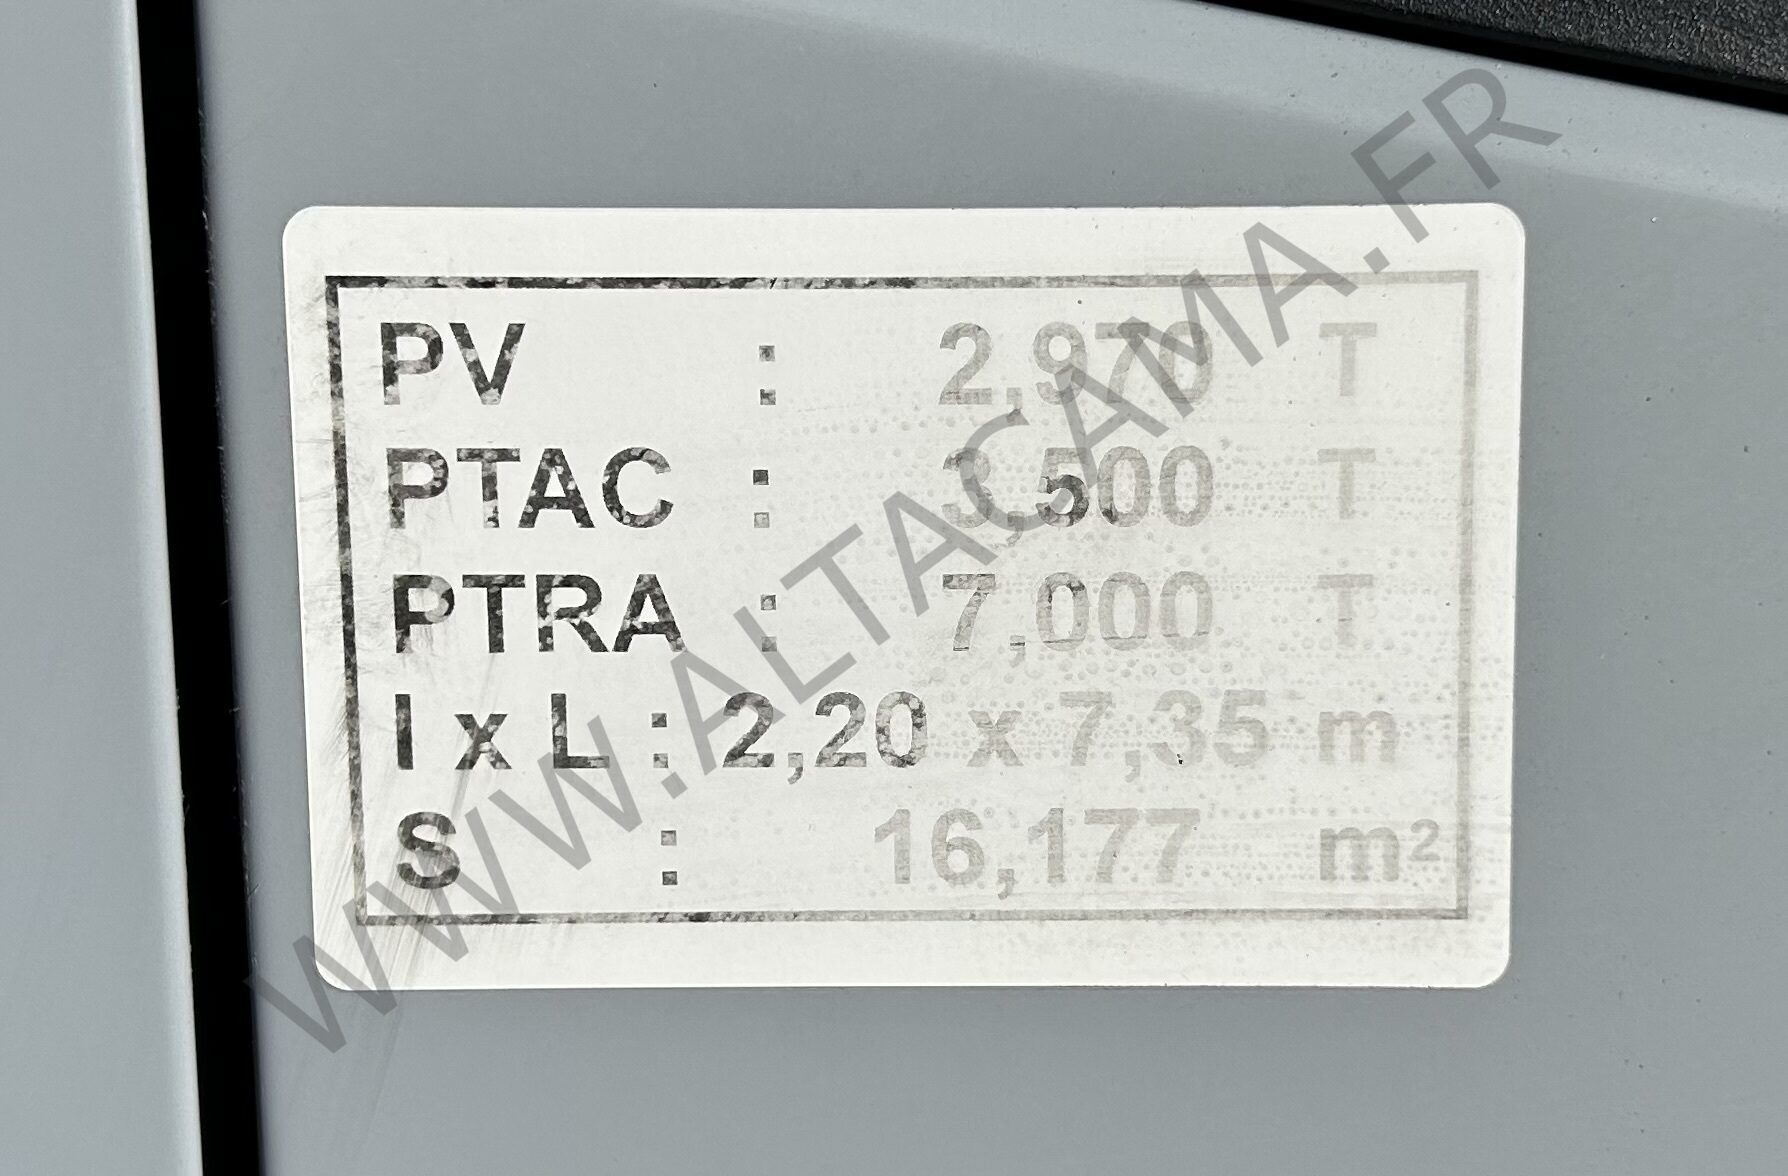 PV : 2,970 T
PTAC : 3,500 T
PTRA : 7,000 T
l x L : 2,20 x 7,35 m
S : 16,177 m²
WWW.ALTACAMA.FR